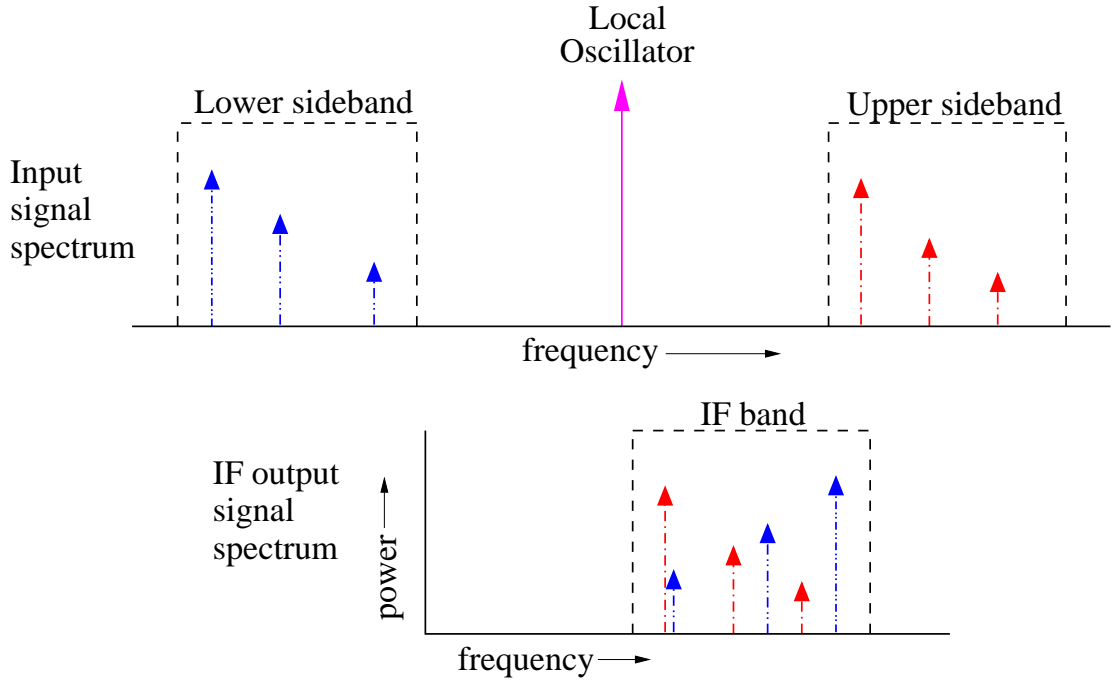 Local
Oscillator
Lower sideband
Upper sideband
Input
signal
spectrum
frequency
IF band
IF output
signal
spectrum
power
frequency